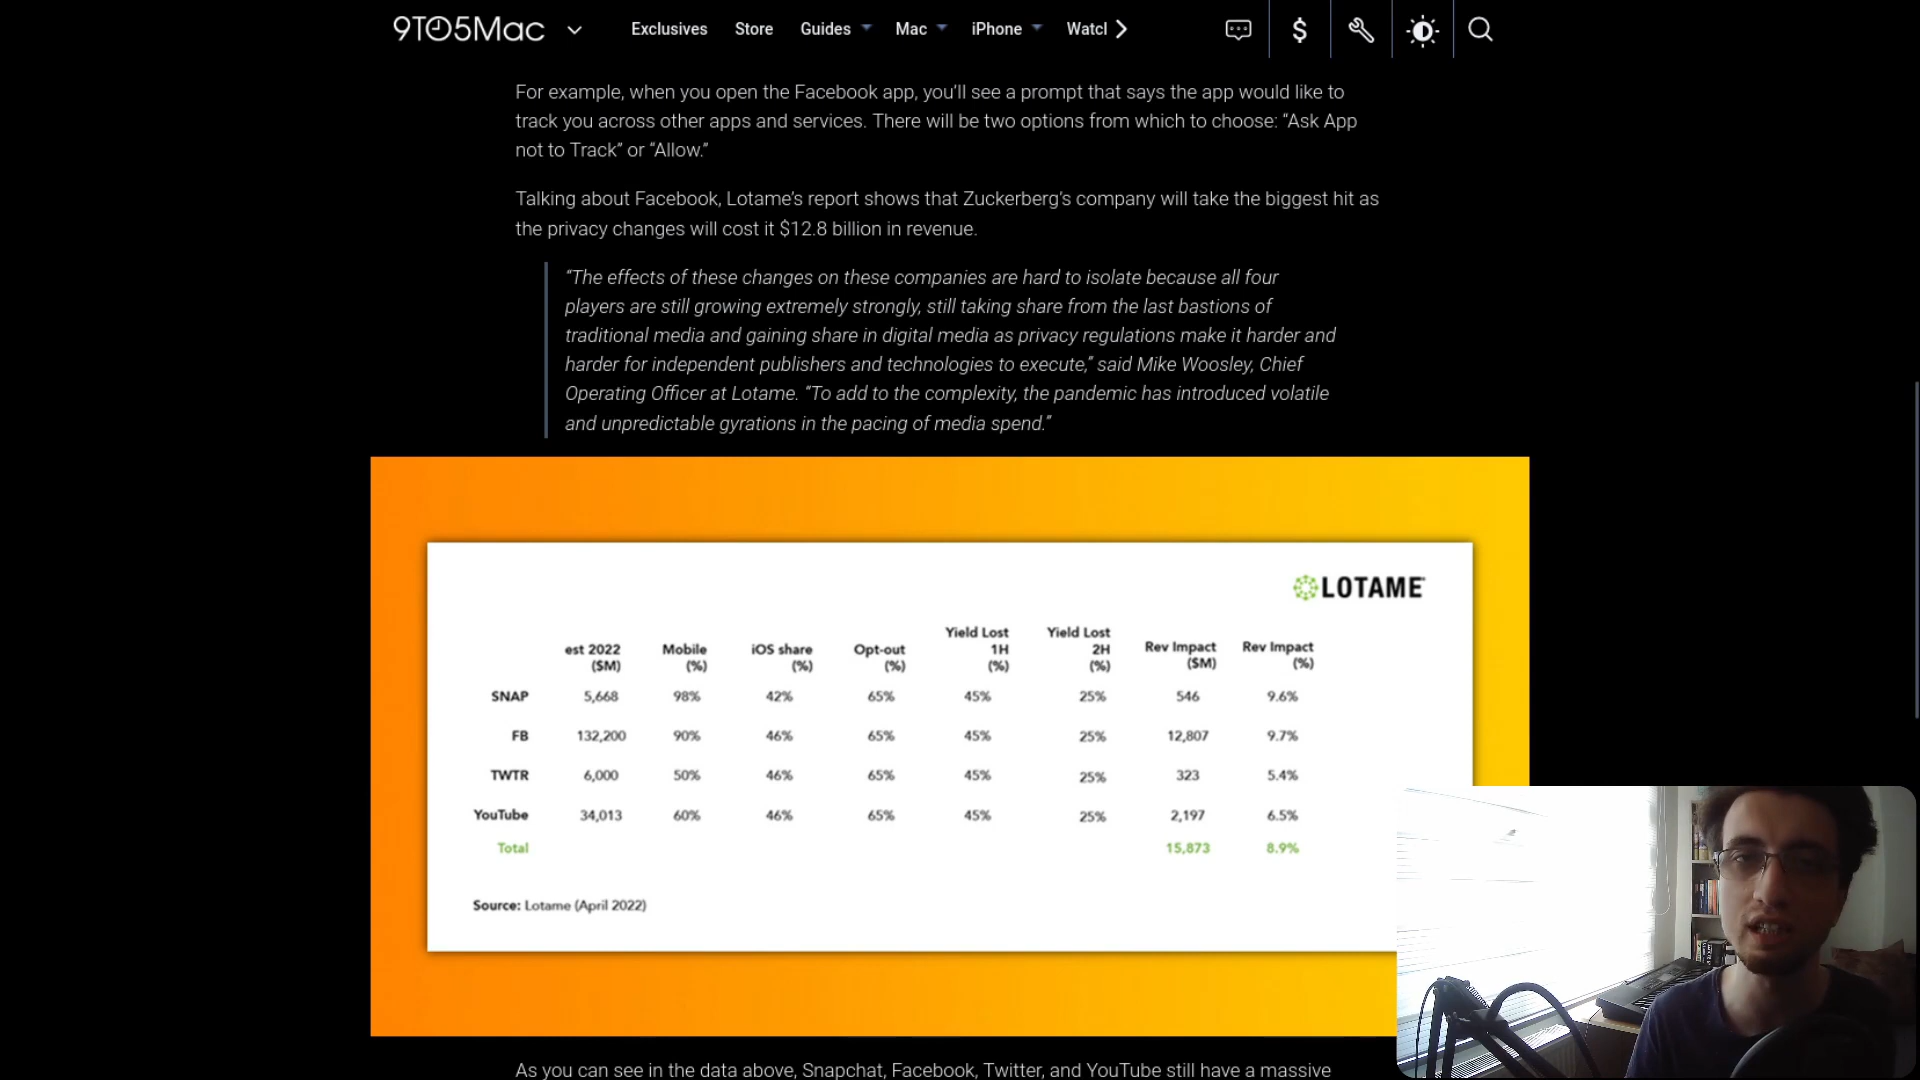 9TO5Mac
Exclusives Store Guides Mac iPhone Watcl
For example, when you open the Facebook app, you’ll see a prompt that says the app would like to
track you across other apps and services. There will be two options from which to choose: “Ask App
not to Track” or “Allow.”
Talking about Facebook, Lotame’s report shows that Zuckerberg’s company will take the biggest hit as
the privacy changes will cost it $12.8 billion in revenue.
“The effects of these changes on these companies are hard to isolate because all four
players are still growing extremely strongly, still taking share from the last bastions of
traditional media and gaining share in digital media as privacy regulations make it harder and
harder for independent publishers and technologies to execute,” said Mike Woosley, Chief
Operating Officer at Lotame. “To add to the complexity, the pandemic has introduced volatile
and unpredictable gyrations in the pacing of media spend.”
LOTAME
est 2022 ($M) Mobile (%) iOS share (%) Opt-out (%) Yield Lost 1H (%) Yield Lost 2H (%) Rev Impact ($M) Rev Impact (%)
SNAP 5,668 98% 42% 65% 45% 25% 546 9.6%
FB 132,200 90% 46% 65% 45% 25% 12,807 9.7%
TWTR 6,000 50% 46% 65% 45% 25% 323 5.4%
YouTube 34,013 60% 46% 65% 45% 25% 2,197 6.5%
Total 15,873 8.9%
Source: Lotame (April 2022)
As you can see in the data above, Snapchat, Facebook, Twitter, and YouTube still have a massive